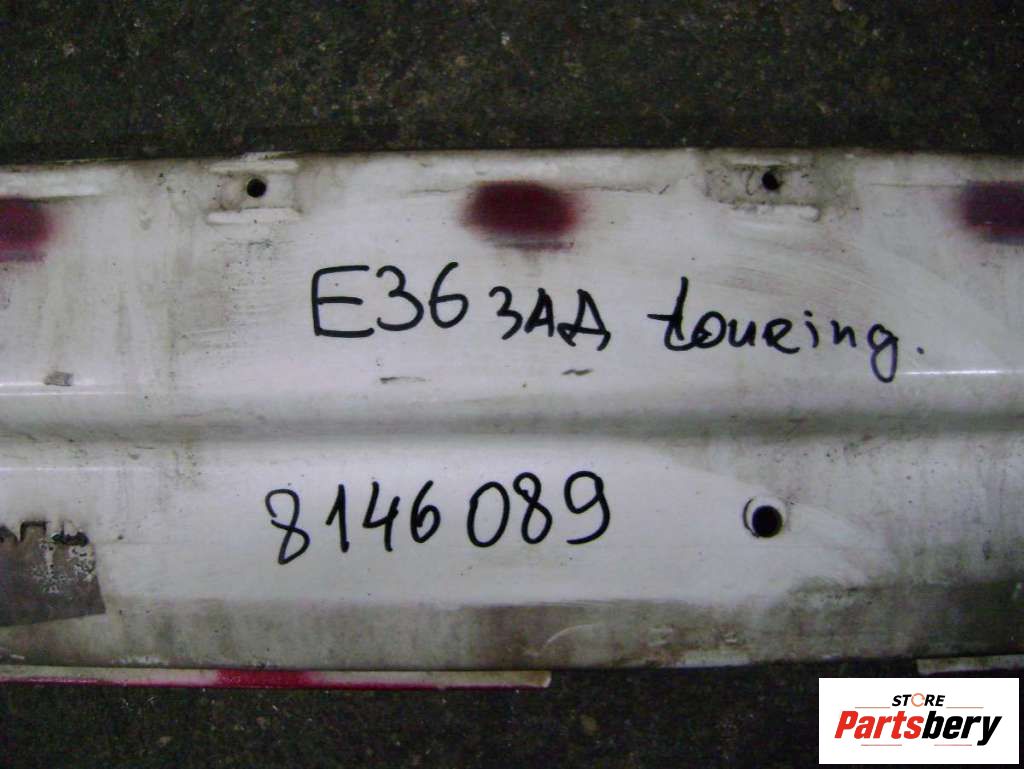 E36 ЗАД touring.
8146089
STORE
Partsbery